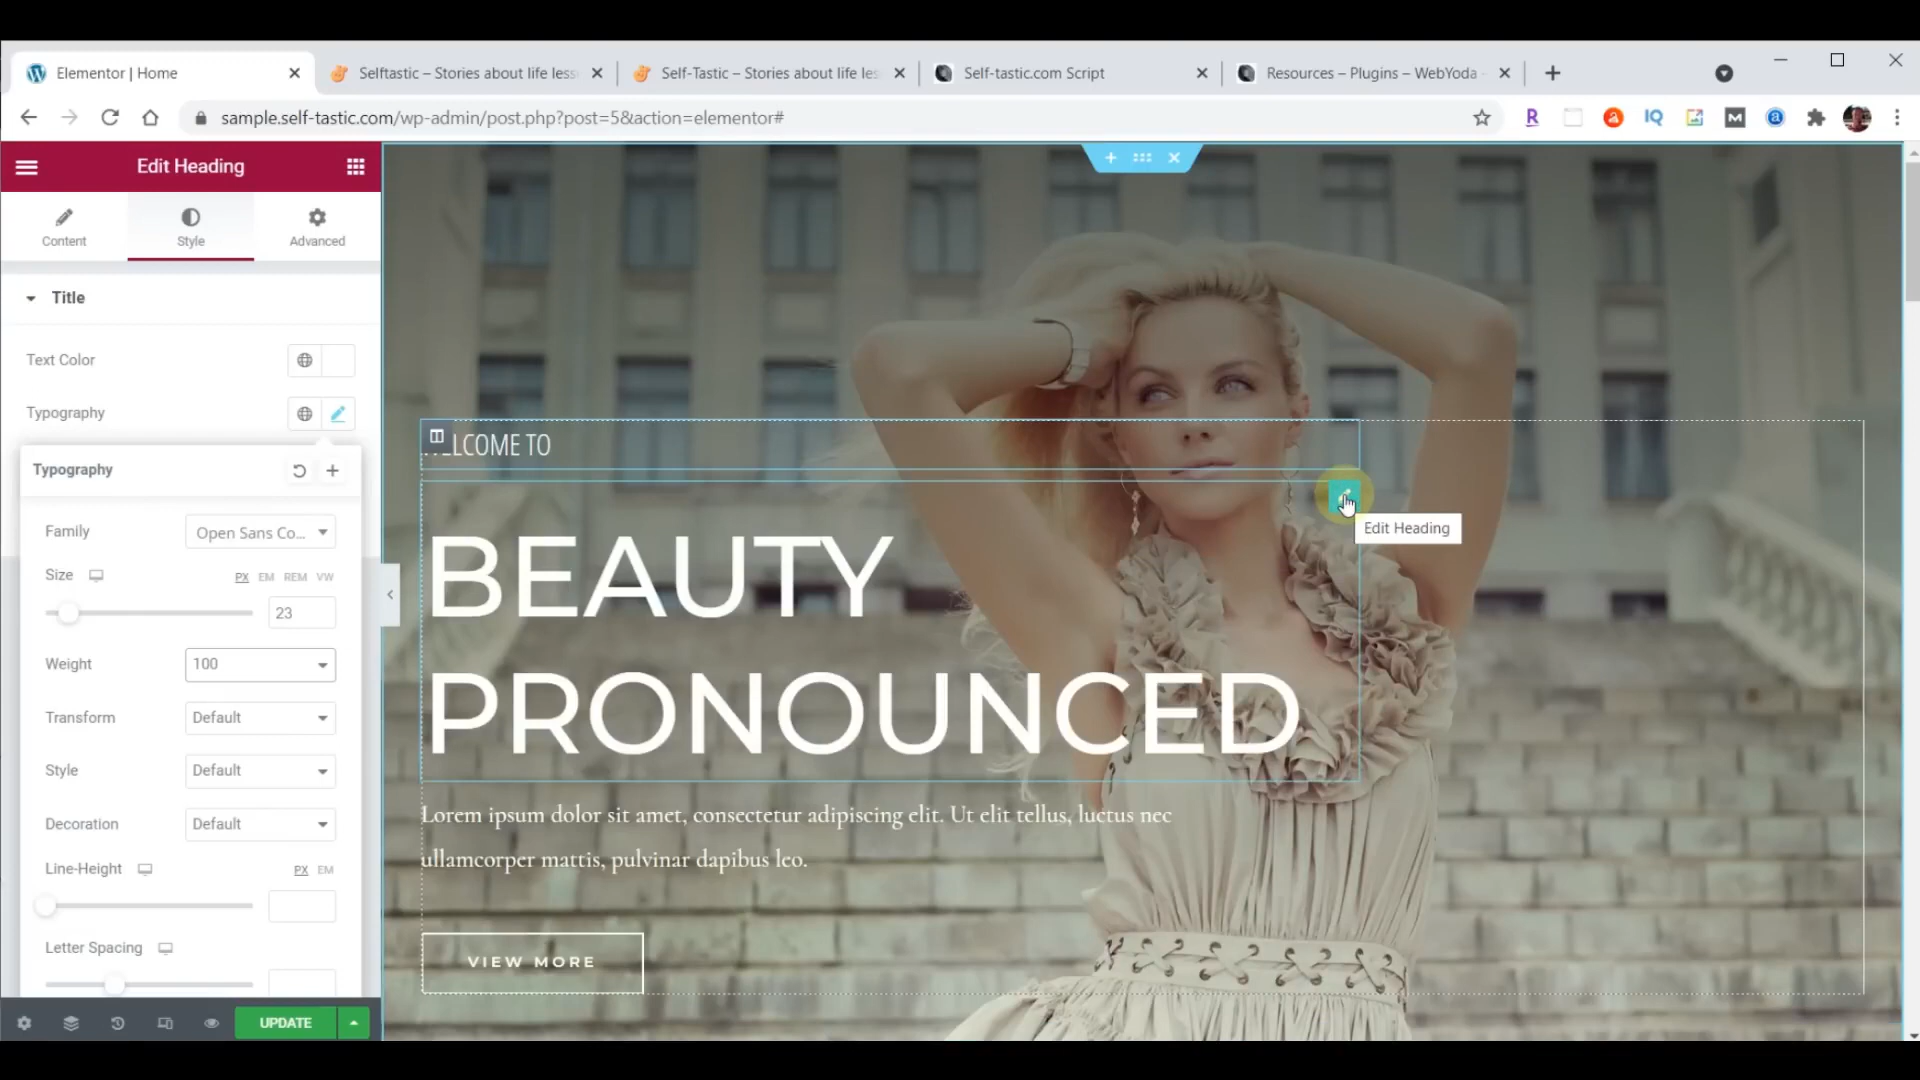 Elementor | Home
Selftastic – Stories about life less
Self-Tastic – Stories about life les
Self-tastic.com Script
Resources – Plugins – WebYoda -
sample.self-tastic.com/wp-admin/post.php?post=5&action=elementor#
R
a
IQ
M
a
Edit Heading
Content
Style
Advanced
Title
Text Color
Typography
Typography
Family
Open Sans Co...
Size
PX EM REM VW
23
Weight
100
Transform
Default
Style
Default
Decoration
Default
Line-Height
PX EM
Letter Spacing
UPDATE
LCOME TO
Edit Heading
BEAUTY
PRONOUNCED
Lorem ipsum dolor sit amet, consectetur adipiscing elit. Ut elit tellus, luctus nec
ullamcorper mattis, pulvinar dapibus leo.
VIEW MORE